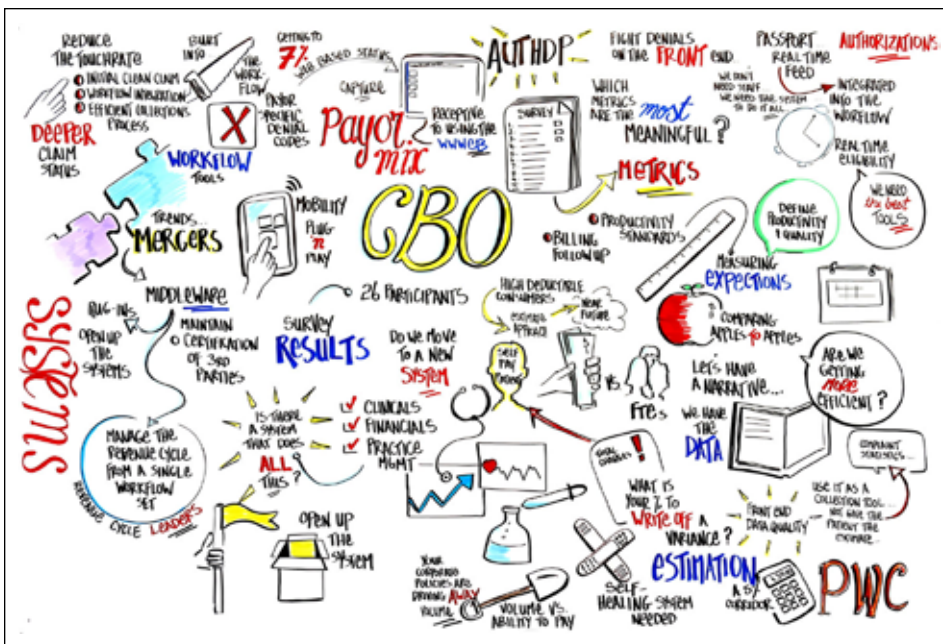 REDUCE
THE TOUCHRATE
INITIAL CLEAN CLAIM
WORKFLOW INTEGRATION
EFFICIENT COLLECTIONS
PROCESS
DEEPER
CLAIM
STATUS
BUILT
INTO
THE
WORK
FLOW
PAYOR
SPECIFIC
DENIAL
CODES
GETTING TO
7%
WEB BASED STATUS
CAPTURE
PAYOR
MIX
RECEPTIVE
TO USING THE
WWWEB
AUTHDP
SURVEY
FIGHT DENIALS
ON THE FRONT END...
WHICH
METRICS
ARE THE most
MEANINGFUL?
METRICS
PRODUCTIVITY
STANDARDS
BILLING
FOLLOW UP
PASSPORT
REAL TIME
FEED
WE DON'T
NEED STAFF
WE NEED THE SYSTEM
TO DO IT ALL
AUTHORIZATIONS
INTEGRATED
INTO THE
WORKFLOW
REAL TIME
ELIGIBILITY
WE NEED
the best
TOOLS
DEFINE
PRODUCTIVITY
& QUALITY
MEASURING
EXPECTIONS
COMPARING
APPLES to APPLES
WORKFLOW
TOOLS
TRENDS...
MERGERS
MOBILITY
PLUG
n
PLAY
CBO
SYSTEMS
MIDDLEWARE
PLUG-INS
OPEN UP
THE
SYSTEMS
MAINTAIN
CERTIFICATION
OF 3RD
PARTIES
26 PARTICIPANTS
SURVEY
RESULTS
DO WE MOVE
TO A NEW
SYSTEM
CLINICALS
FINANCIALS
PRACTICE
MGMT
IS THERE
A SYSTEM
THAT DOES
ALL
THIS?
MANAGE THE
REVENUE CYCLE
FROM A SINGLE
WORKFLOW
SET
REVENUE CYCLE LEADERS
OPEN UP
THE
SYSTEM
HIGH DEDUCTIBLE
CONSUMERS
ESTIMATE
NEAR
FUTURE
SELF
PAY
VS
FTEs
LET'S HAVE
A NARRATIVE...
WE HAVE
THE
DATA
ARE WE
GETTING
MORE
EFFICIENT?
COMPLAINT
STATISTICS...
USE IT AS A
COLLECTION TOOL...
NOT GIVE THE
PATIENT THE
ESTIMATE...
FRONT END
DATA QUALITY
TOTAL
CHARGES
WHAT IS
YOUR % TO
WRITE OFF A
VARIANCE?
ESTIMATION
A 5%
CORRIDOR
PWC
SELF-
HEALING SYSTEM
NEEDED
YOUR
CORPORATE
POLICIES ARE
DRIVING AWAY
VOLUME
VOLUME VS.
ABILITY TO PAY